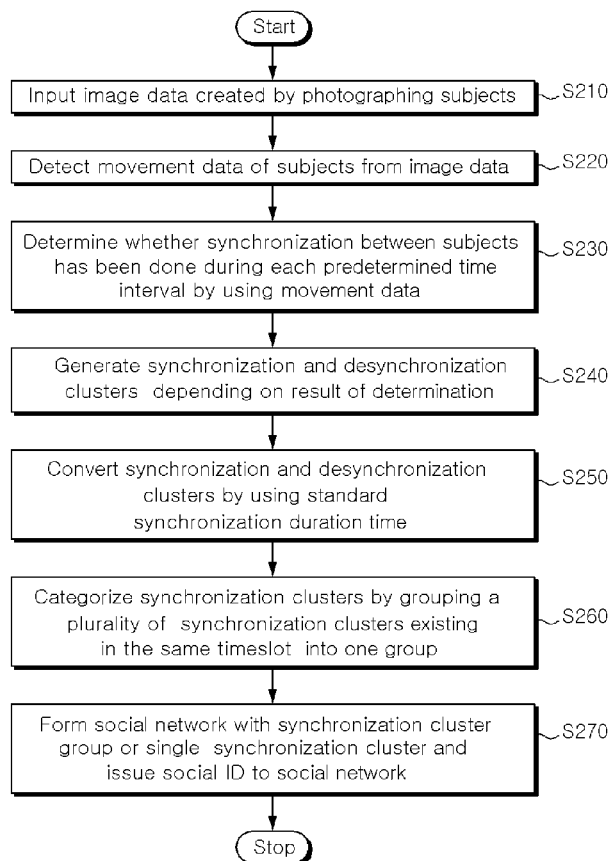 Start
Input image data created by photographing subjects
S210
Detect movement data of subjects from image data
S220
Determine whether synchronization between subjects
has been done during each predetermined time
interval by using movement data
S230
Generate synchronization and desynchronization
clusters depending on result of determination
S240
Convert synchronization and desynchronization
clusters by using standard
synchronization duration time
S250
Categorize synchronization clusters by grouping a
plurality of synchronization clusters existing
in the same timeslot into one group
S260
Form social network with synchronization cluster
group or single synchronization cluster and
issue social ID to social network
S270
Stop